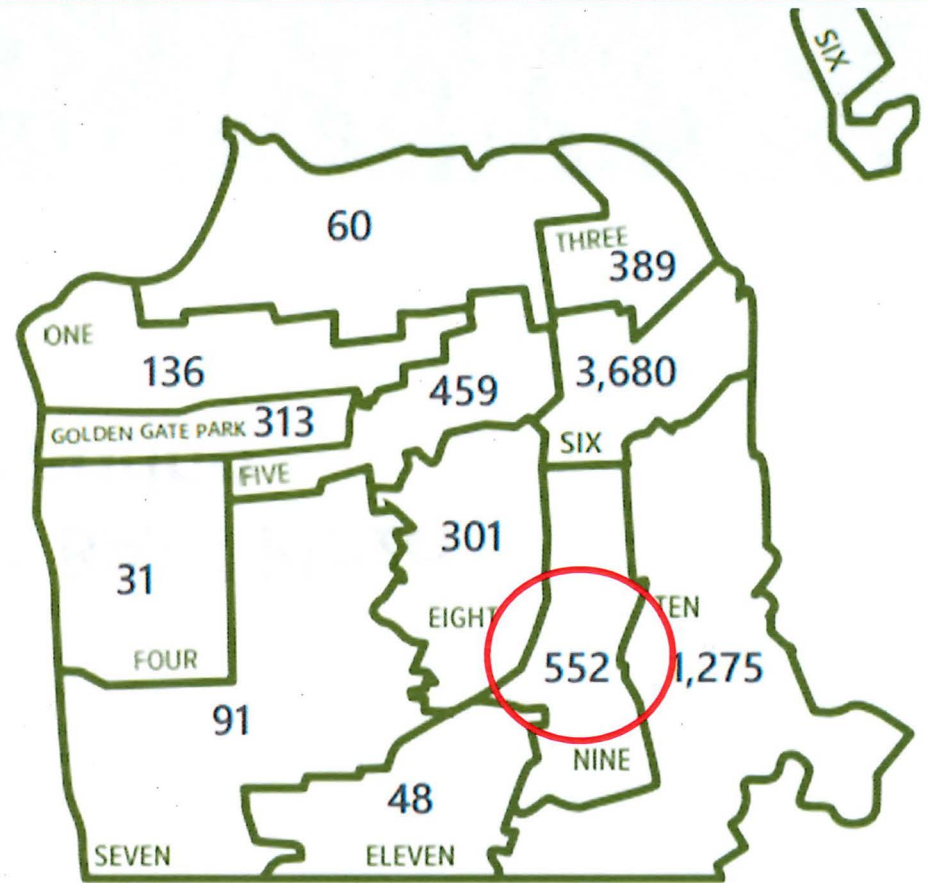 SIX
60
THREE
389
ONE
136
3,680
459
GOLDEN GATE PARK 313
SIX
FIVE
301
31
EIGHT
TEN
FOUR
552
1,275
91
NINE
48
SEVEN
ELEVEN